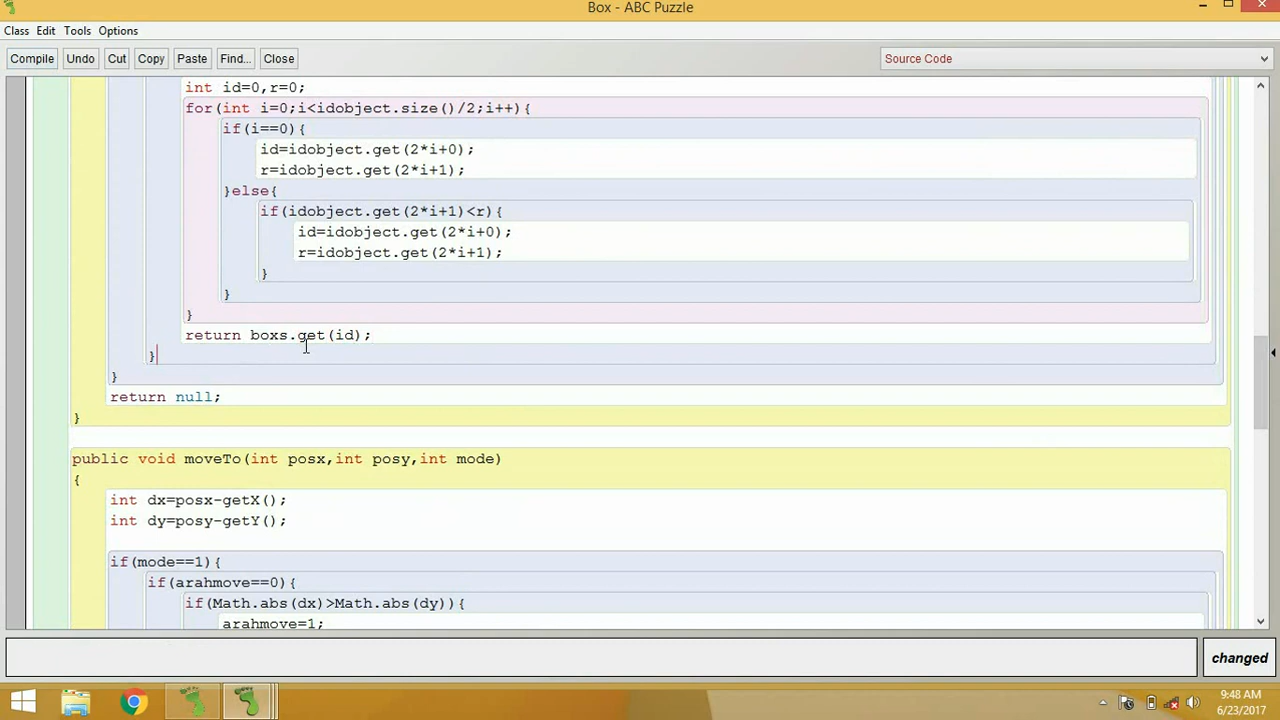 Box - ABC Puzzle
Class Edit Tools Options
Compile Undo Cut Copy Paste Find... Close Source Code
int id=0,r=0;
for(int i=0;i<idobject.size()/2;i++){
if(i==0){
id=idobject.get(2*i+0);
r=idobject.get(2*i+1);
}else{
if(idobject.get(2*i+1)<r){
id=idobject.get(2*i+0);
r=idobject.get(2*i+1);
}
}
}
return boxs.get(id);
}
}
return null;
}
public void moveTo(int posx,int posy,int mode)
{
int dx=posx-getX();
int dy=posy-getY();
if(mode==1){
if(arahmove==0){
if(Math.abs(dx)>Math.abs(dy)){
arahmove=1;
changed
9:48 AM
6/23/2017